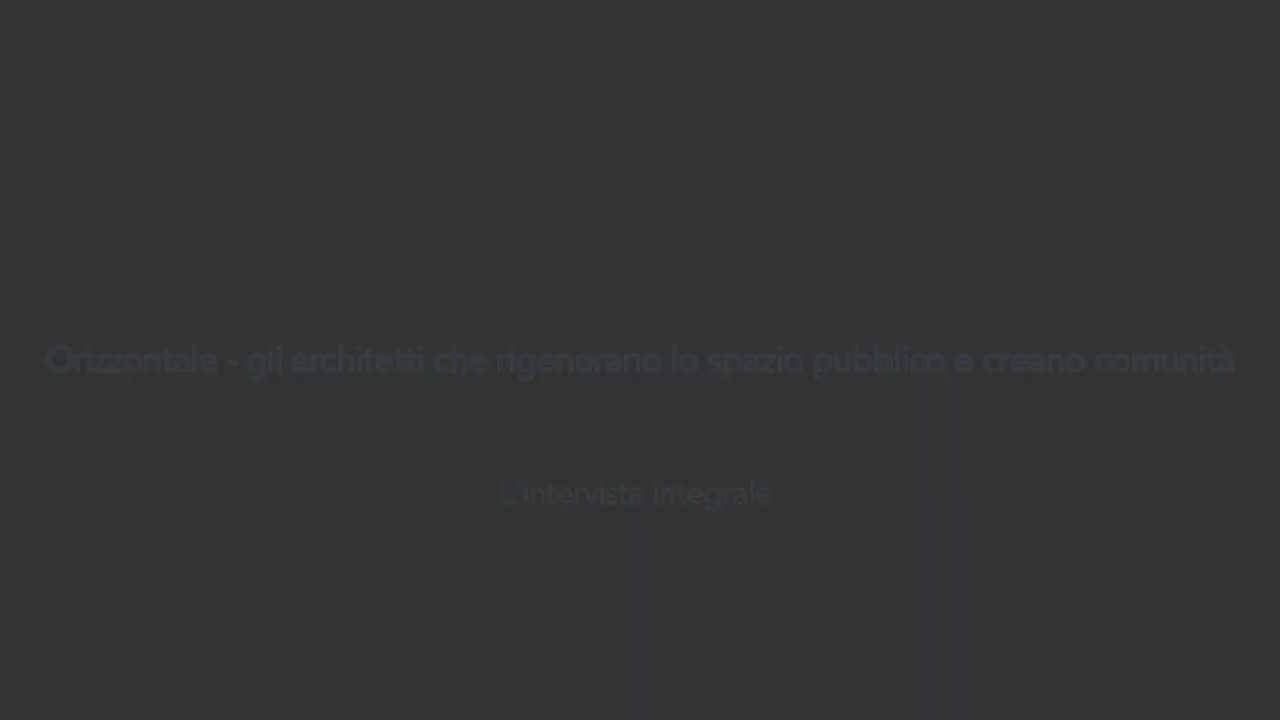 Orizzontale - gli architetti che rigenerano lo spazio pubblico e creano comunità
L'intervista integrale